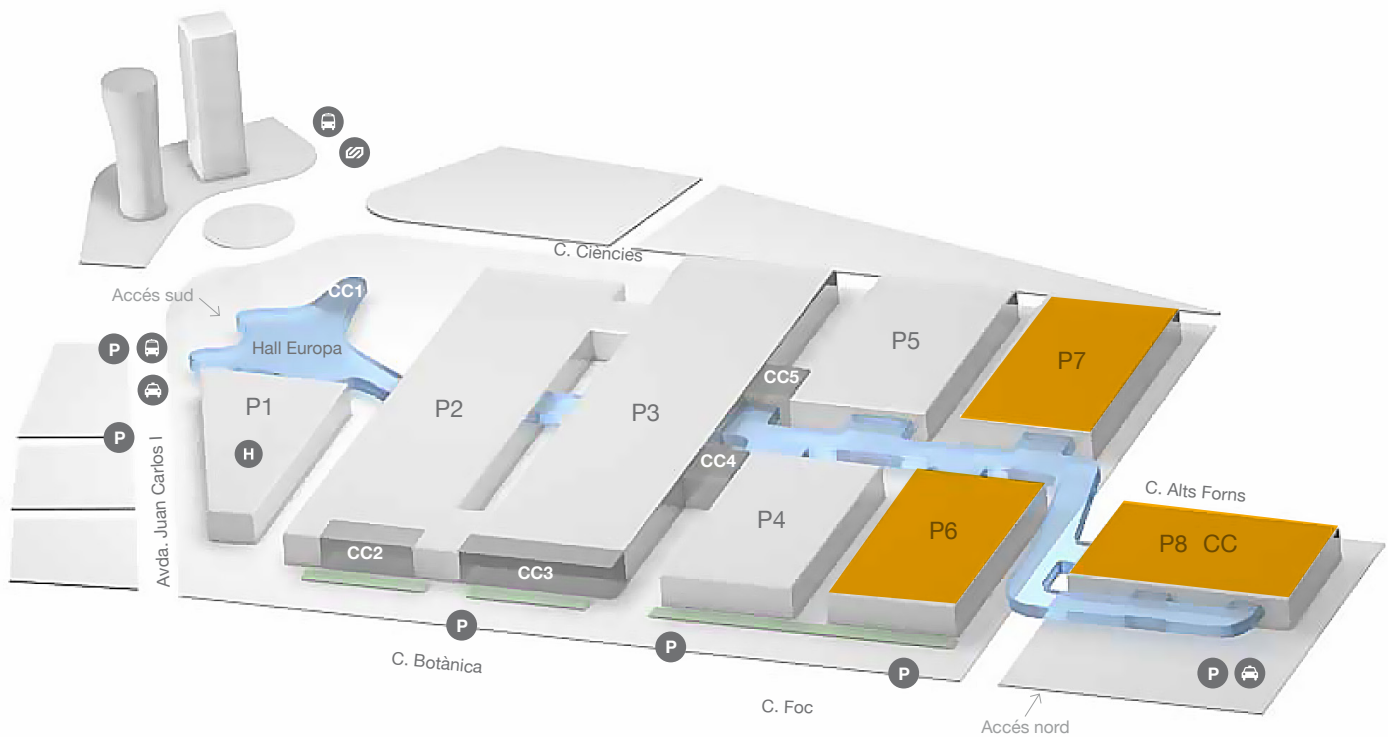 C. Ciències
Accés sud
CC1
Hall Europa
P
P
P1
H
Avda. Juan Carlos I
P2
P3
CC5
P5
P7
CC4
P4
P6
C. Alts Forns
P8 CC
CC2
CC3
P
P
P
P
C. Botànica
C. Foc
Accés nord